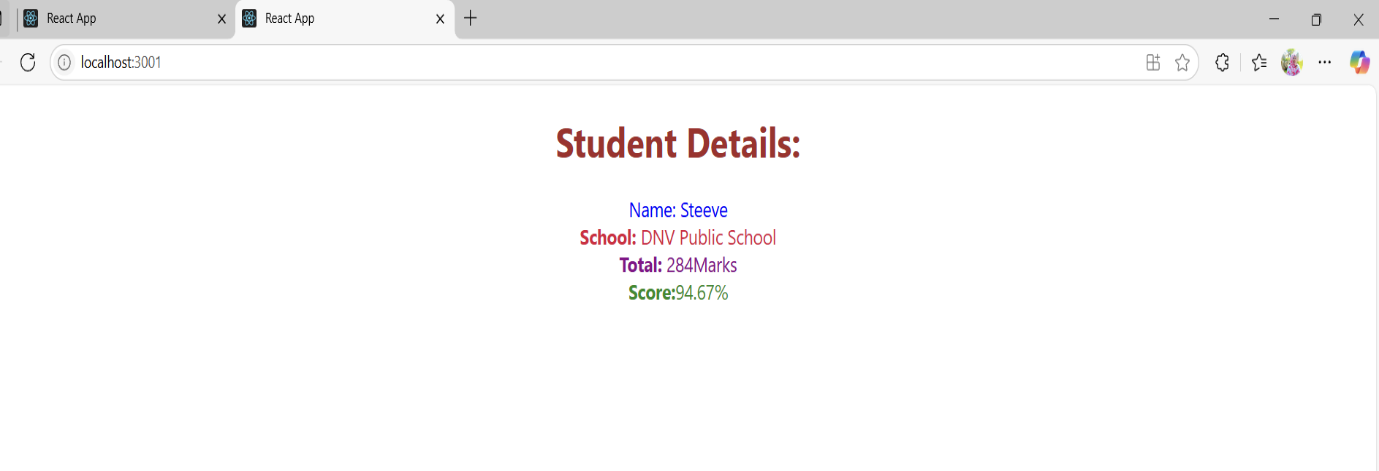 React App
React App
localhost:3001
Student Details:
Name: Steeve
School: DNV Public School
Total: 284Marks
Score:94.67%